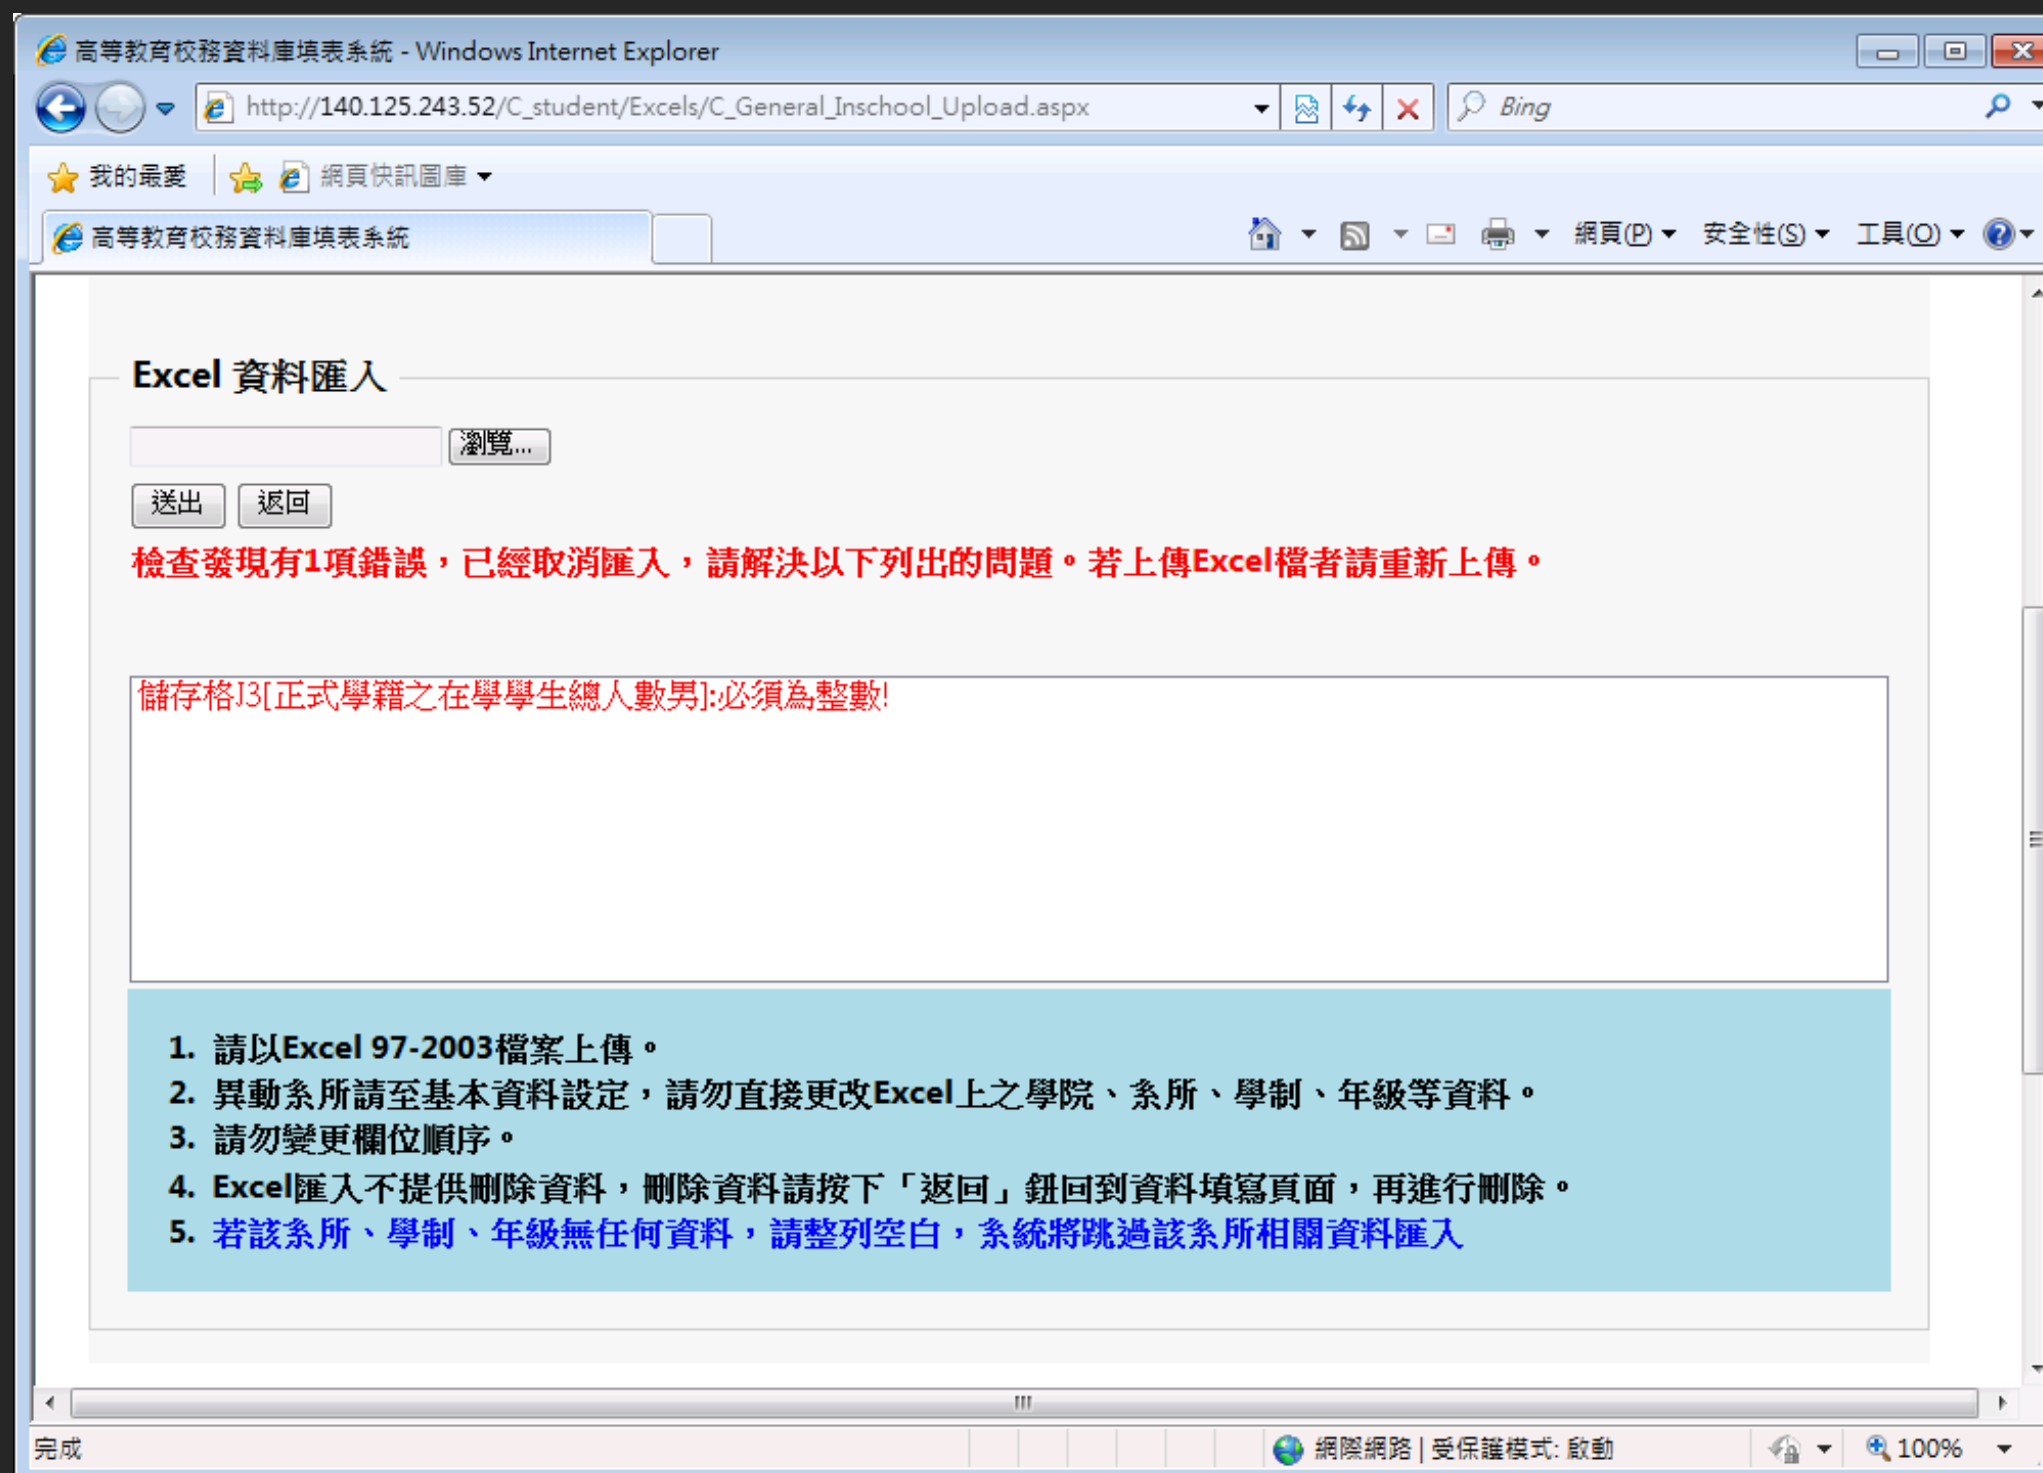 高等教育校務資料庫填表系統 - Windows Internet Explorer
http://140.125.243.52/C_student/Excels/C_General_Inschool_Upload.aspx
Bing
我的最愛
網頁快訊圖庫
高等教育校務資料庫填表系統
網頁(P)
安全性(S)
工具(O)
Excel 資料匯入
瀏覽...
送出
返回
檢查發現有1項錯誤，已經取消匯入，請解決以下列出的問題。若上傳Excel檔者請重新上傳。
儲存格J3[正式學籍之在學學生總人數男]:必須為整數!
1. 請以Excel 97-2003檔案上傳。
2. 異動系所請至基本資料設定，請勿直接更改Excel上之學院、系所、學制、年級等資料。
3. 請勿變更欄位順序。
4. Excel匯入不提供刪除資料，刪除資料請按下「返回」鈕回到資料填寫頁面，再進行刪除。
5. 若該系所、學制、年級無任何資料，請整列空白，系統將跳過該系所相關資料匯入
完成
網際網路 | 受保護模式: 啟動
100%